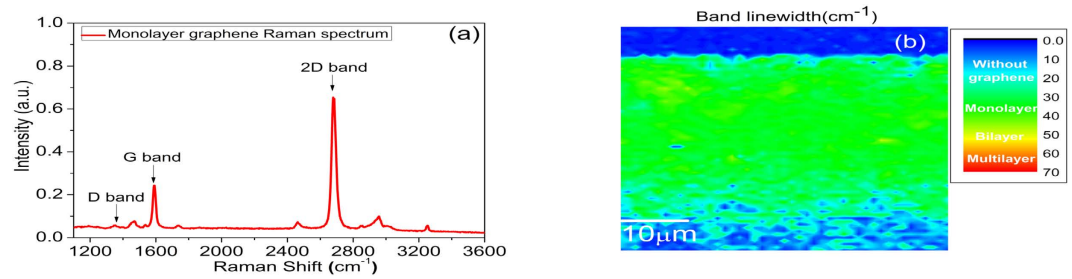 Monolayer graphene Raman spectrum
(a)
2D band
G band
D band
Intensity (a.u.)
1.0
0.8
0.6
0.4
0.2
0.0
1200 1600 2000 2400 2800 3200 3600
Raman Shift (cm⁻¹)
Band linewidth(cm⁻¹)
(b)
10μm
Without
graphene
Monolayer
Bilayer
Multilayer
0.0
10
20
30
40
50
60
70